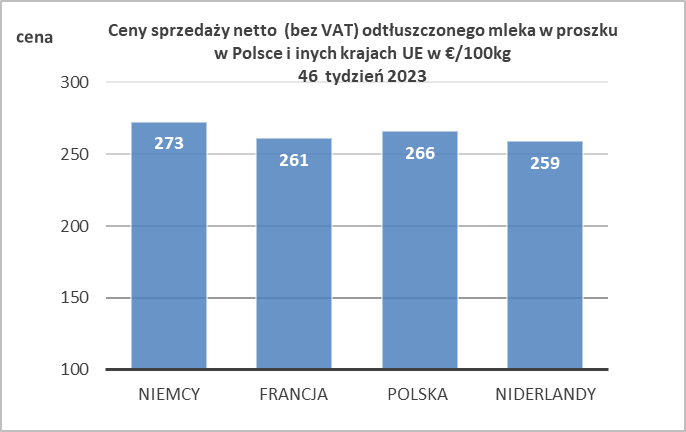 cena
Ceny sprzedaży netto (bez VAT) odtłuszczonego mleka w proszku
w Polsce i inych krajach UE w €/100kg
46 tydzień 2023
300
250
200
150
100
273
261
266
259
NIEMCY
FRANCJA
POLSKA
NIDERLANDY